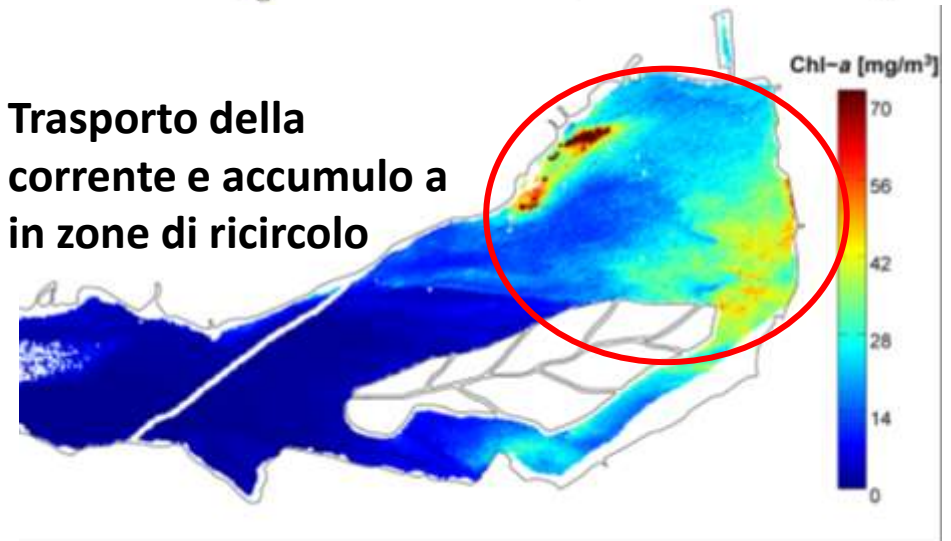 Chl-a [mg/m³]
Trasporto della
corrente e accumulo a
in zone di ricircolo
70
56
42
28
14
0